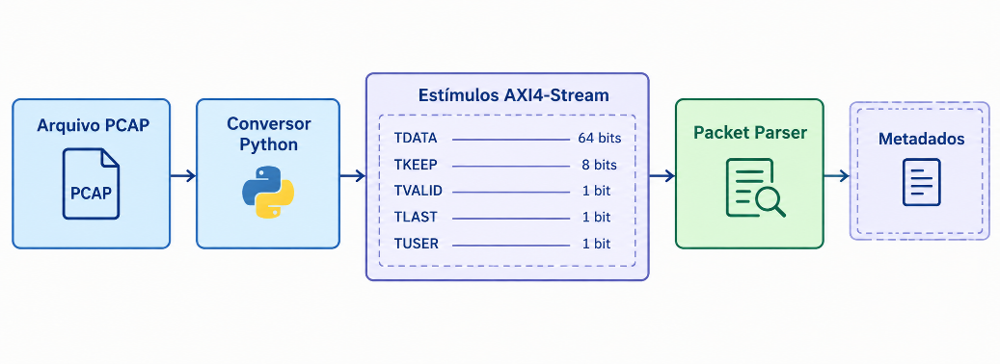 Arquivo PCAP
PCAP
Conversor
Python
Estímulos AXI4-Stream
TDATA 64 bits
TKEEP 8 bits
TVALID 1 bit
TLAST 1 bit
TUSER 1 bit
Packet Parser
Metadados